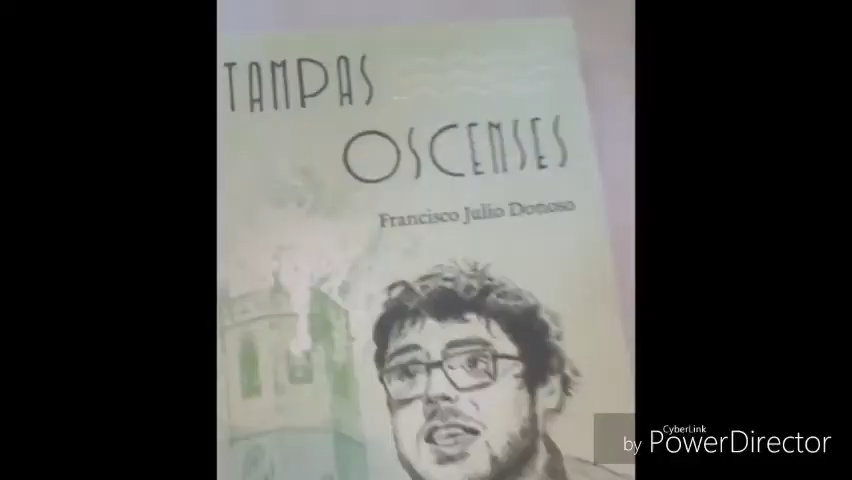 TAMPAS
OSCENSES
Francisco Julio Donoso
CyberLink
by PowerDirector